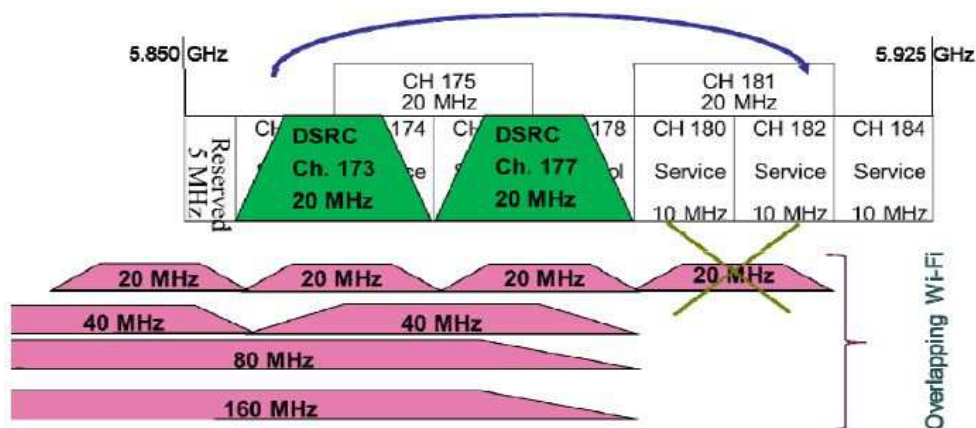 5.850 GHz
5.925 GHz
CH 175
20 MHz
CH 181
20 MHz
Reserved
5 MHz
DSRC
Ch. 173
20 MHz
174
DSRC
Ch. 177
20 MHz
178
CH 180
Service
10 MHz
CH 182
Service
10 MHz
CH 184
Service
10 MHz
20 MHz
20 MHz
20 MHz
20 MHz
40 MHz
40 MHz
80 MHz
160 MHz
Overlapping Wi-Fi